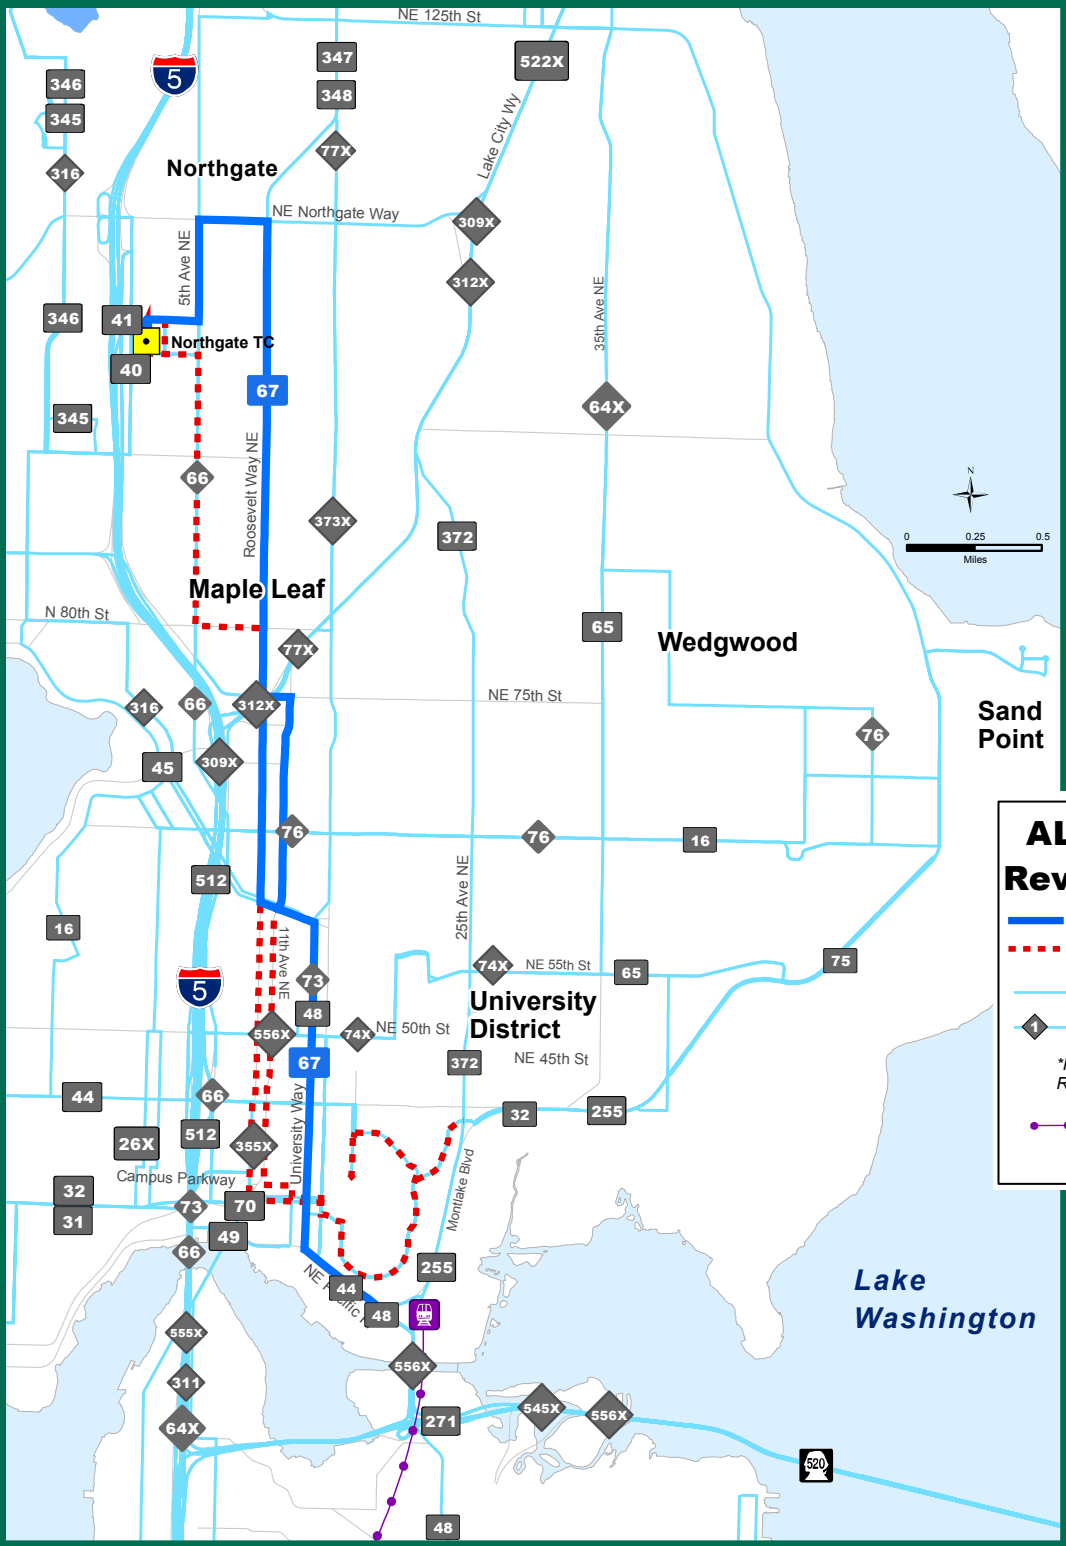 NE 125th St
347
522X
5
346
348
345
Lake City Wy
77X
Northgate
316
NE Northgate Way
309X
5th Ave NE
312X
35th Ave NE
346
41
Northgate TC
40
67
64X
345
Roosevelt Way NE
66
N
373X
372
0
0.25
0.5
Miles
Maple Leaf
N 80th St
65
Wedgwood
77X
NE 75th St
316
66
312X
Sand
Point
76
309X
45
AL
76
76
16
Rev
512
25th Ave NE
16
11th Ave NE
75
74X
NE 55th St
65
73
5
University
District
48
1
556X
74X
NE 50th St
67
372
NE 45th St
*
R
44
66
University Way
32
255
512
26X
355X
Campus Parkway
Montlake Blvd
32
73
70
31
49
66
255
NE
44
48
Lake
Washington
555X
556X
311
64X
271
545X
556X
520
48